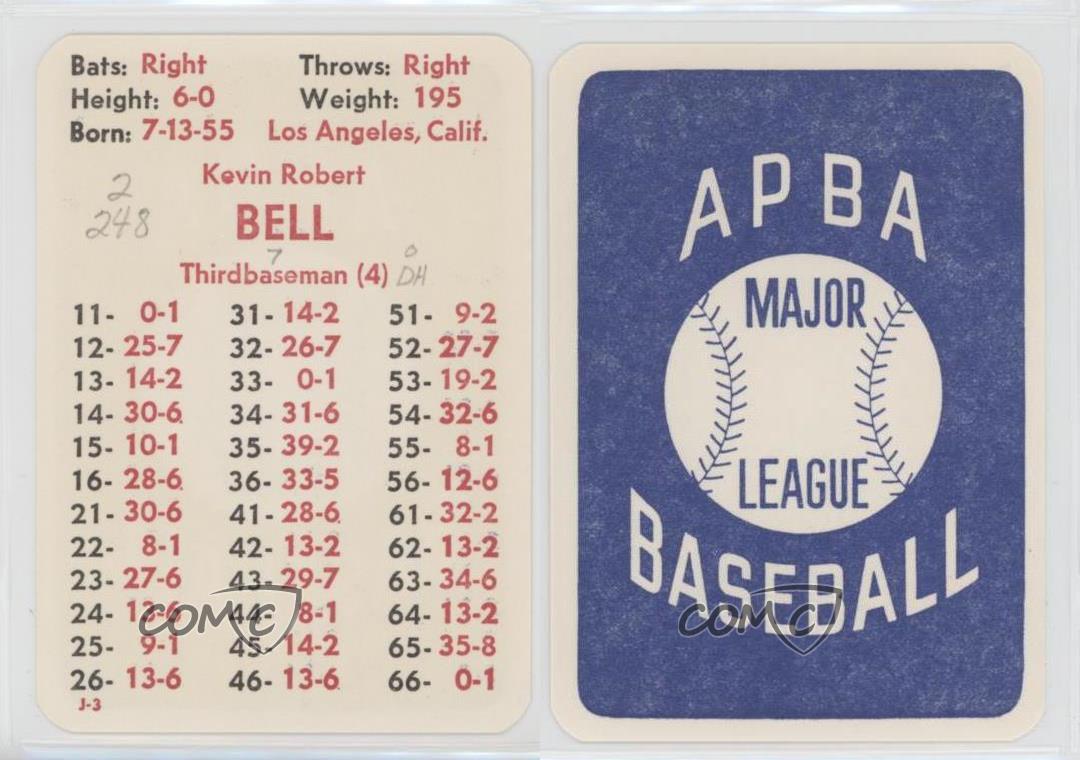 Bats: Right Throws: Right
Height: 6-0 Weight: 195
Born: 7-13-55 Los Angeles, Calif.
Kevin Robert
2
248
BELL
7 0
Thirdbaseman (4) DH
11- 0-1 31- 14-2 51- 9-2
12- 25-7 32- 26-7 52- 27-7
13- 14-2 33- 0-1 53- 19-2
14- 30-6 34- 31-6 54- 32-6
15- 10-1 35- 39-2 55- 8-1
16- 28-6 36- 33-5 56- 12-6
21- 30-6 41- 28-6 61- 32-2
22- 8-1 42- 13-2 62- 13-2
23- 27-6 43- 29-7 63- 34-6
24- 13-6 44- 8-1 64- 13-2
25- 9-1 45- 14-2 65- 35-8
26- 13-6 46- 13-6 66- 0-1
J-3
COMC
APBA
MAJOR
LEAGUE
BASEBALL
COMC